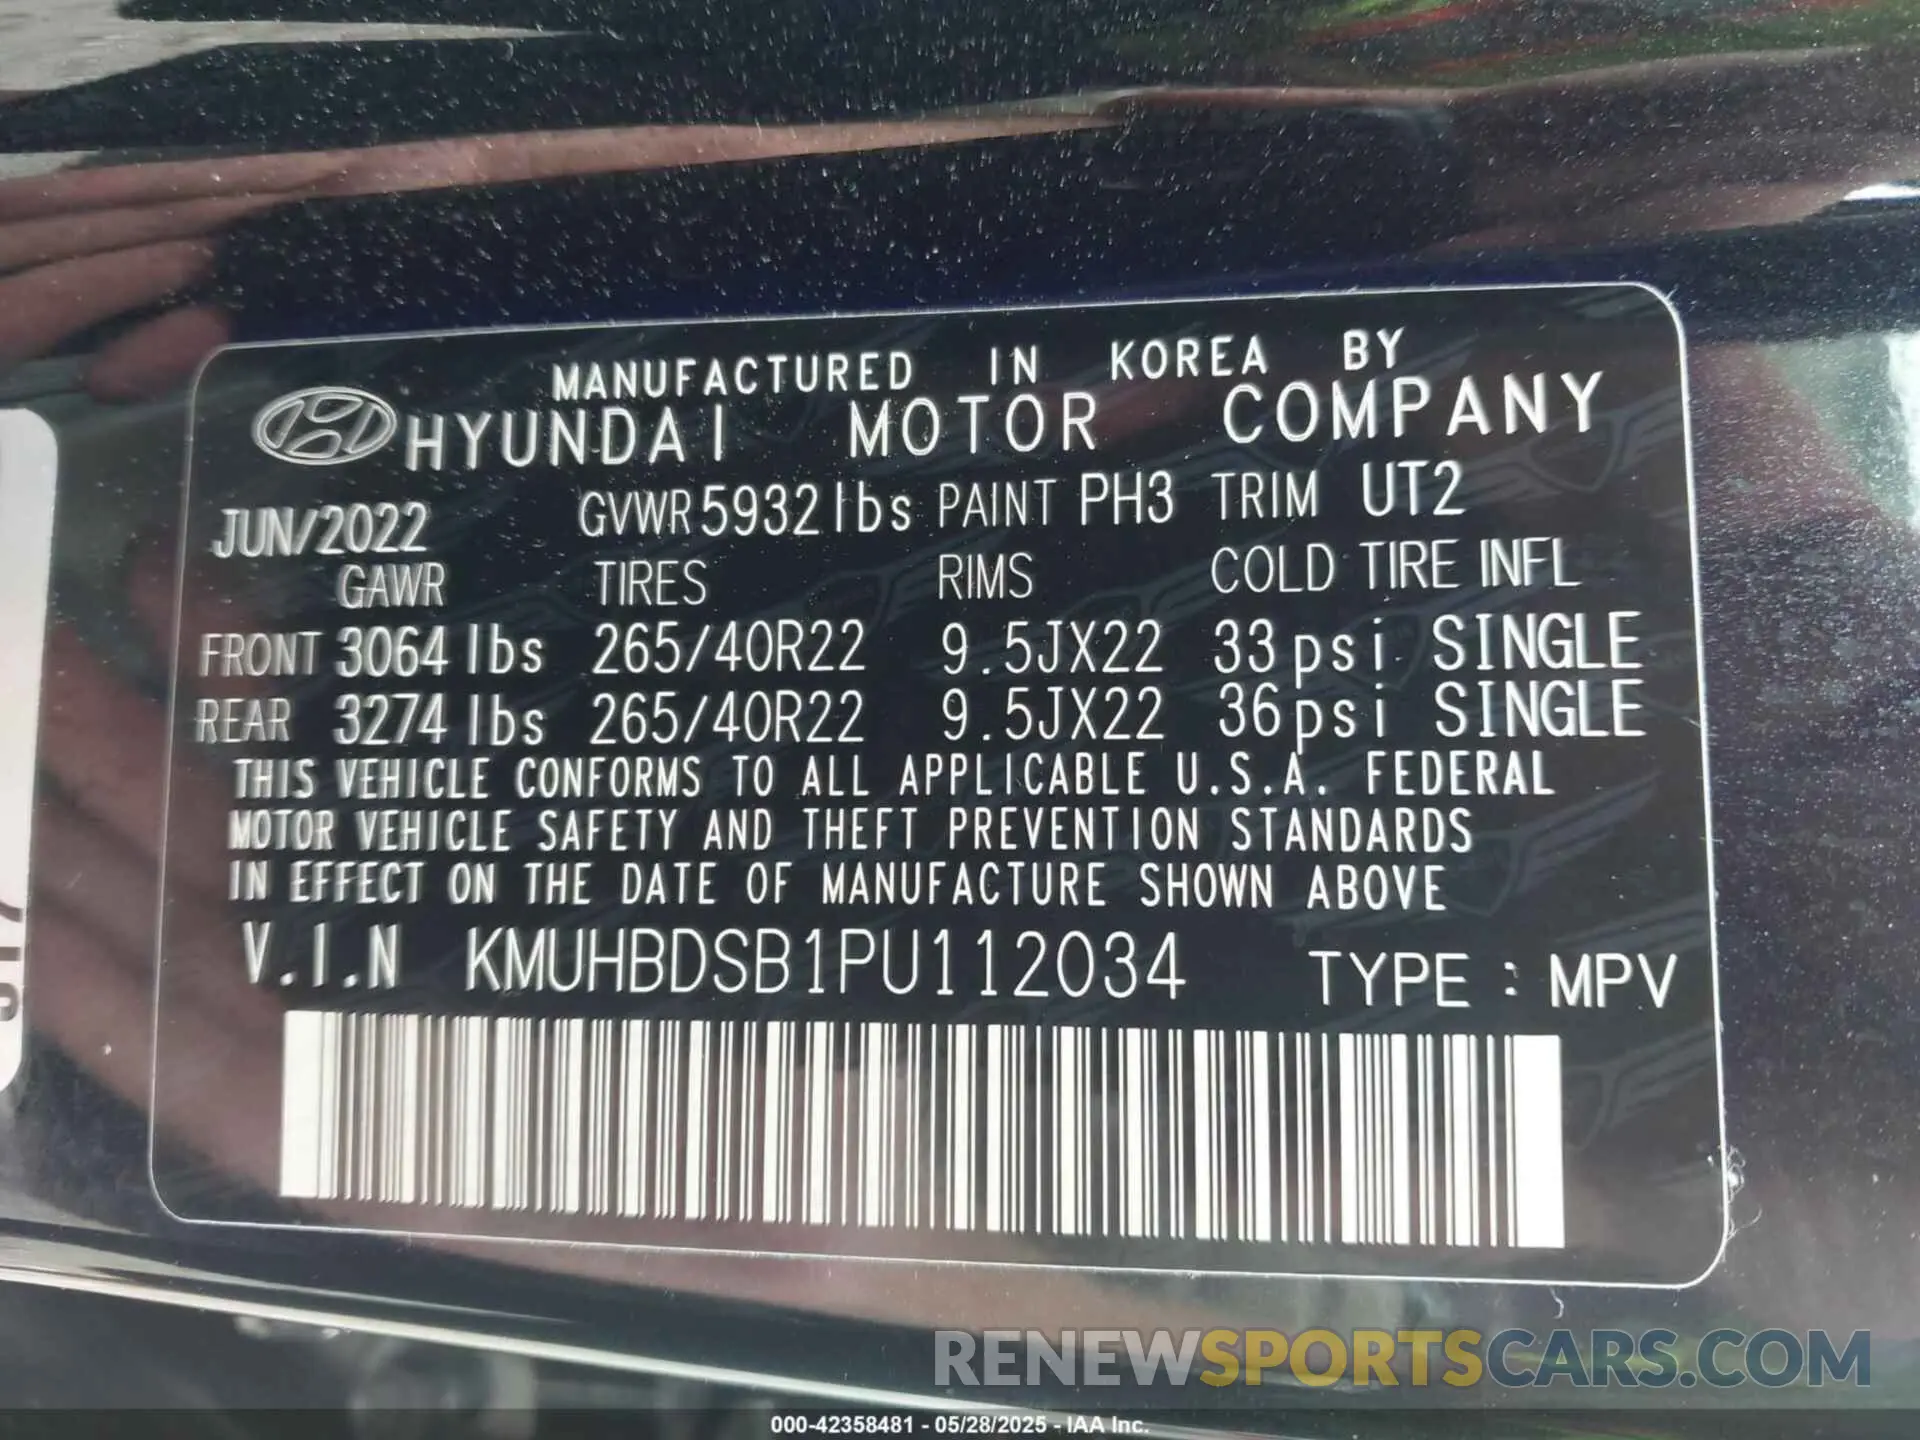 MANUFACTURED IN KOREA BY
HYUNDAI MOTOR COMPANY
JUN/2022 GVWR 5932 lbs PAINT PH3 TRIM UT2
GAWR TIRES RIMS COLD TIRE INFL
FRONT 3064 lbs 265/40R22 9.5JX22 33 psi SINGLE
REAR 3274 lbs 265/40R22 9.5JX22 36 psi SINGLE
THIS VEHICLE CONFORMS TO ALL APPLICABLE U.S.A. FEDERAL
MOTOR VEHICLE SAFETY AND THEFT PREVENTION STANDARDS
IN EFFECT ON THE DATE OF MANUFACTURE SHOWN ABOVE
V.I.N KMUHBDSB1PU112034 TYPE : MPV
RENEWSPORTSCARS.COM
000-42358481 - 05/28/2025 - IAA Inc.